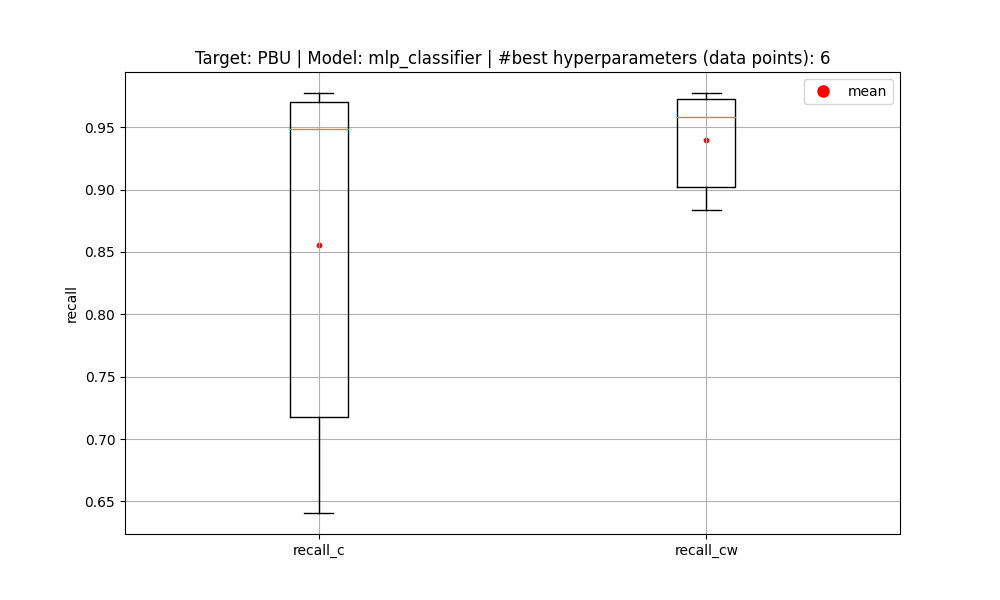 Target: PBU | Model: mlp_classifier | #best hyperparameters (data points): 6
mean
0.95
0.90
0.85
0.80
0.75
0.70
0.65
recall
recall_c
recall_cw